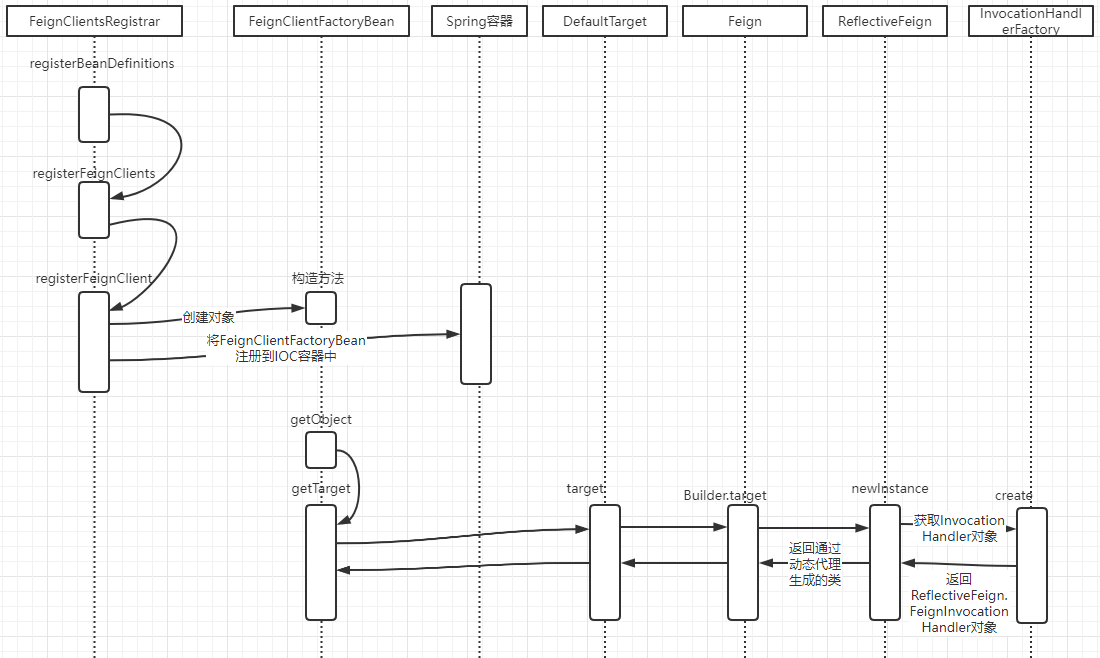 FeignClientsRegistrar
FeignClientFactoryBean
Spring容器
DefaultTarget
Feign
ReflectiveFeign
InvocationHandl
erFactory
registerBeanDefinitions
registerFeignClients
registerFeignClient
构造方法
创建对象
将FeignClientFactoryBean
注册到IOC容器中
getObject
getTarget
target
Builder.target
newInstance
create
获取Invocation
Handler对象
返回通过
动态代理
生成的类
返回
ReflectiveFeign.
FeignInvocation
Handler对象